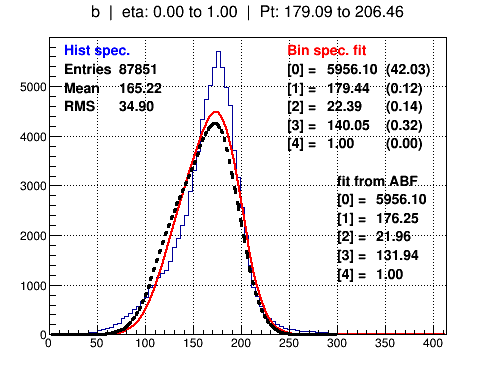 b | eta: 0.00 to 1.00 | Pt: 179.09 to 206.46
Hist spec.
Entries 87851
Mean 165.22
RMS 34.90
Bin spec. fit
[0] = 5956.10 (42.03)
[1] = 179.44 (0.12)
[2] = 22.39 (0.14)
[3] = 140.05 (0.32)
[4] = 1.00 (0.00)
fit from ABF
[0] = 5956.10
[1] = 176.25
[2] = 21.96
[3] = 131.94
[4] = 1.00
5000
4000
3000
2000
1000
0
0 50 100 150 200 250 300 350 400